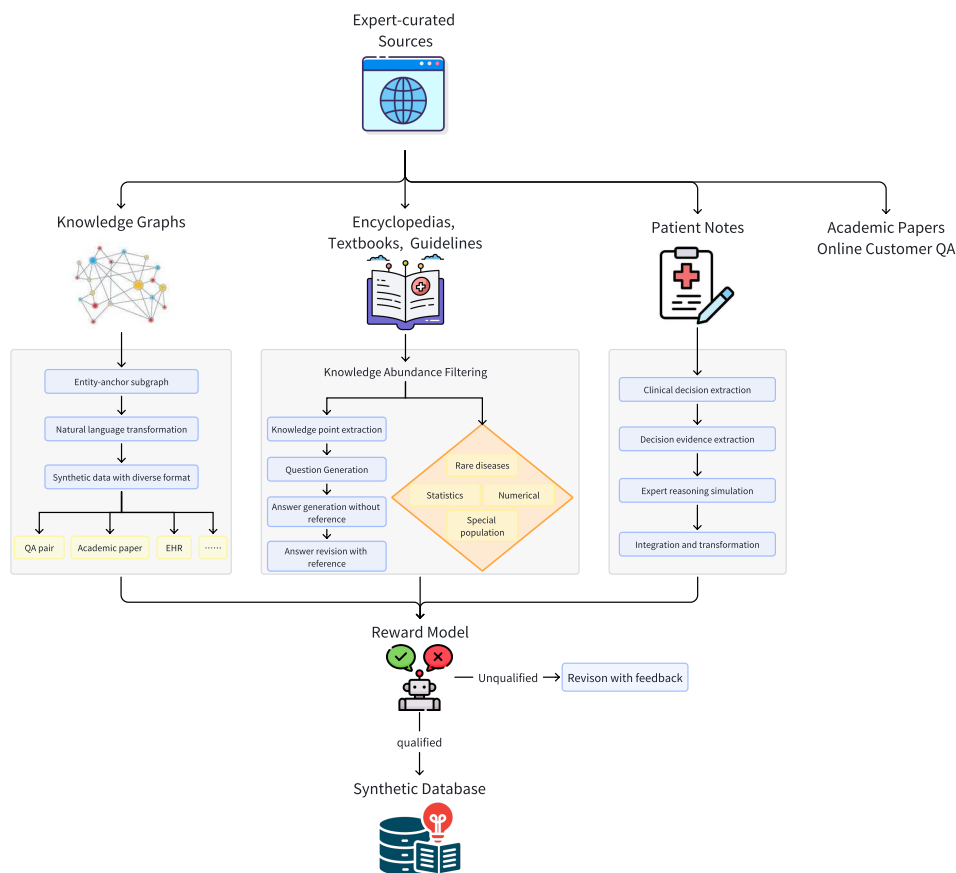 Expert-curated
Sources
Knowledge Graphs
Encyclopedias,
Textbooks, Guidelines
Patient Notes
Academic Papers
Online Customer QA
Entity-anchor subgraph
Natural language transformation
Synthetic data with diverse format
QA pair
Academic paper
EHR
······
Knowledge Abundance Filtering
Knowledge point extraction
Question Generation
Answer generation without
reference
Answer revision with
reference
Rare diseases
Statistics
Numerical
Special
population
Clinical decision extraction
Decision evidence extraction
Expert reasoning simulation
Integration and transformation
Reward Model
Unqualified
Revison with feedback
qualified
Synthetic Database